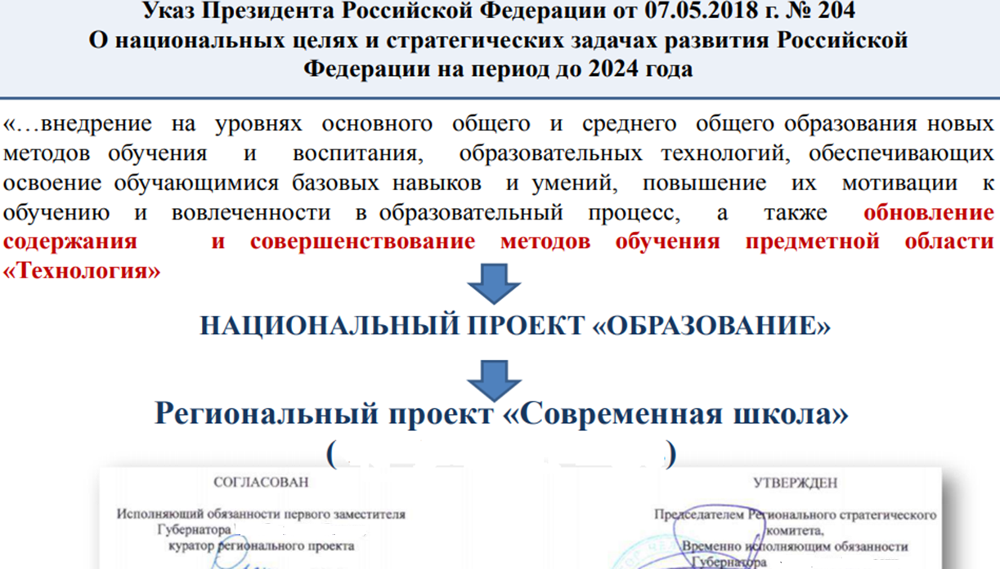 Указ Президента Российской Федерации от 07.05.2018 г. № 204
О национальных целях и стратегических задачах развития Российской
Федерации на период до 2024 года
«…внедрение на уровнях основного общего и среднего общего образования новых
методов обучения и воспитания, образовательных технологий, обеспечивающих
освоение обучающимися базовых навыков и умений, повышение их мотивации к
обучению и вовлеченности в образовательный процесс, а также обновление
содержания и совершенствование методов обучения предметной области
«Технология»
НАЦИОНАЛЬНЫЙ ПРОЕКТ «ОБРАЗОВАНИЕ»
Региональный проект «Современная школа»
( )
СОГЛАСОВАН
Исполняющий обязанности первого заместителя
Губернатора
куратор регионального проекта
УТВЕРЖДЕН
Председателем Регионального стратегического
комитета,
Временно исполняющим обязанности
Губернатора